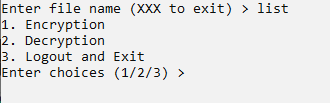 Enter file name (XXX to exit) > list
1. Encryption
2. Decryption
3. Logout and Exit
Enter choices (1/2/3) >